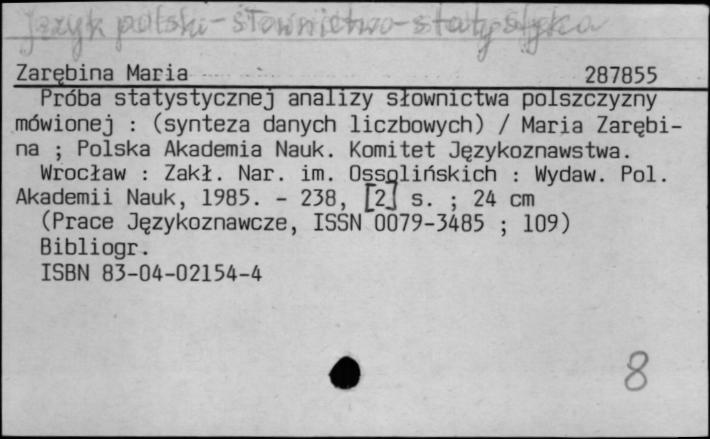 język polski - słownictwo - statystyka
Zarębina Maria 287855
Próba statystycznej analizy słownictwa polszczyzny
mówionej : (synteza danych liczbowych) / Maria Zarębi-
na ; Polska Akademia Nauk. Komitet Językoznawstwa.
Wrocław : Zakł. Nar. im. Ossolińskich : Wydaw. Pol.
Akademii Nauk, 1985. - 238, [2] s. ; 24 cm
(Prace Językoznawcze, ISSN 0079-3485 ; 109)
Bibliogr.
ISBN 83-04-02154-4
8